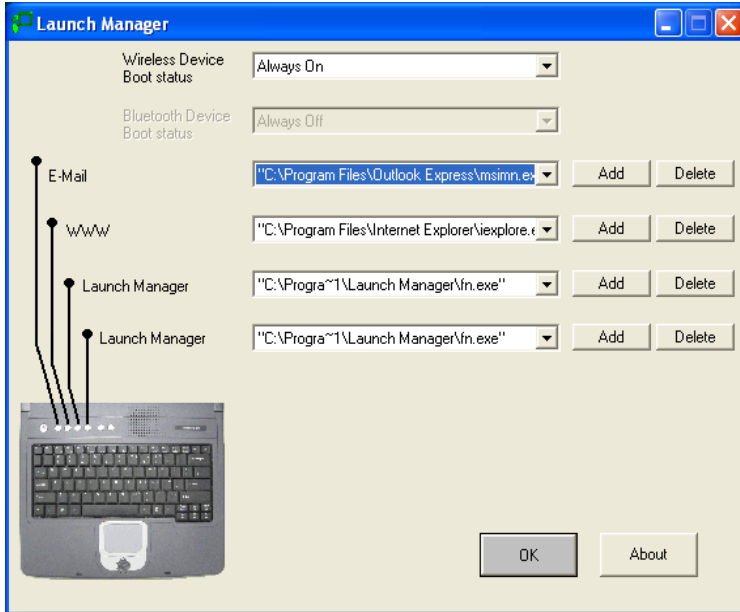 Launch Manager
Wireless Device
Boot status
Always On
Bluetooth Device
Boot status
Always Off
E-Mail
"C:\Program Files\Outlook Express\msimn.ex
Add
Delete
WWW
"C:\Program Files\Internet Explorer\iexplore.e
Add
Delete
Launch Manager
"C:\Progra~1\Launch Manager\fn.exe"
Add
Delete
Launch Manager
"C:\Progra~1\Launch Manager\fn.exe"
Add
Delete
OK
About